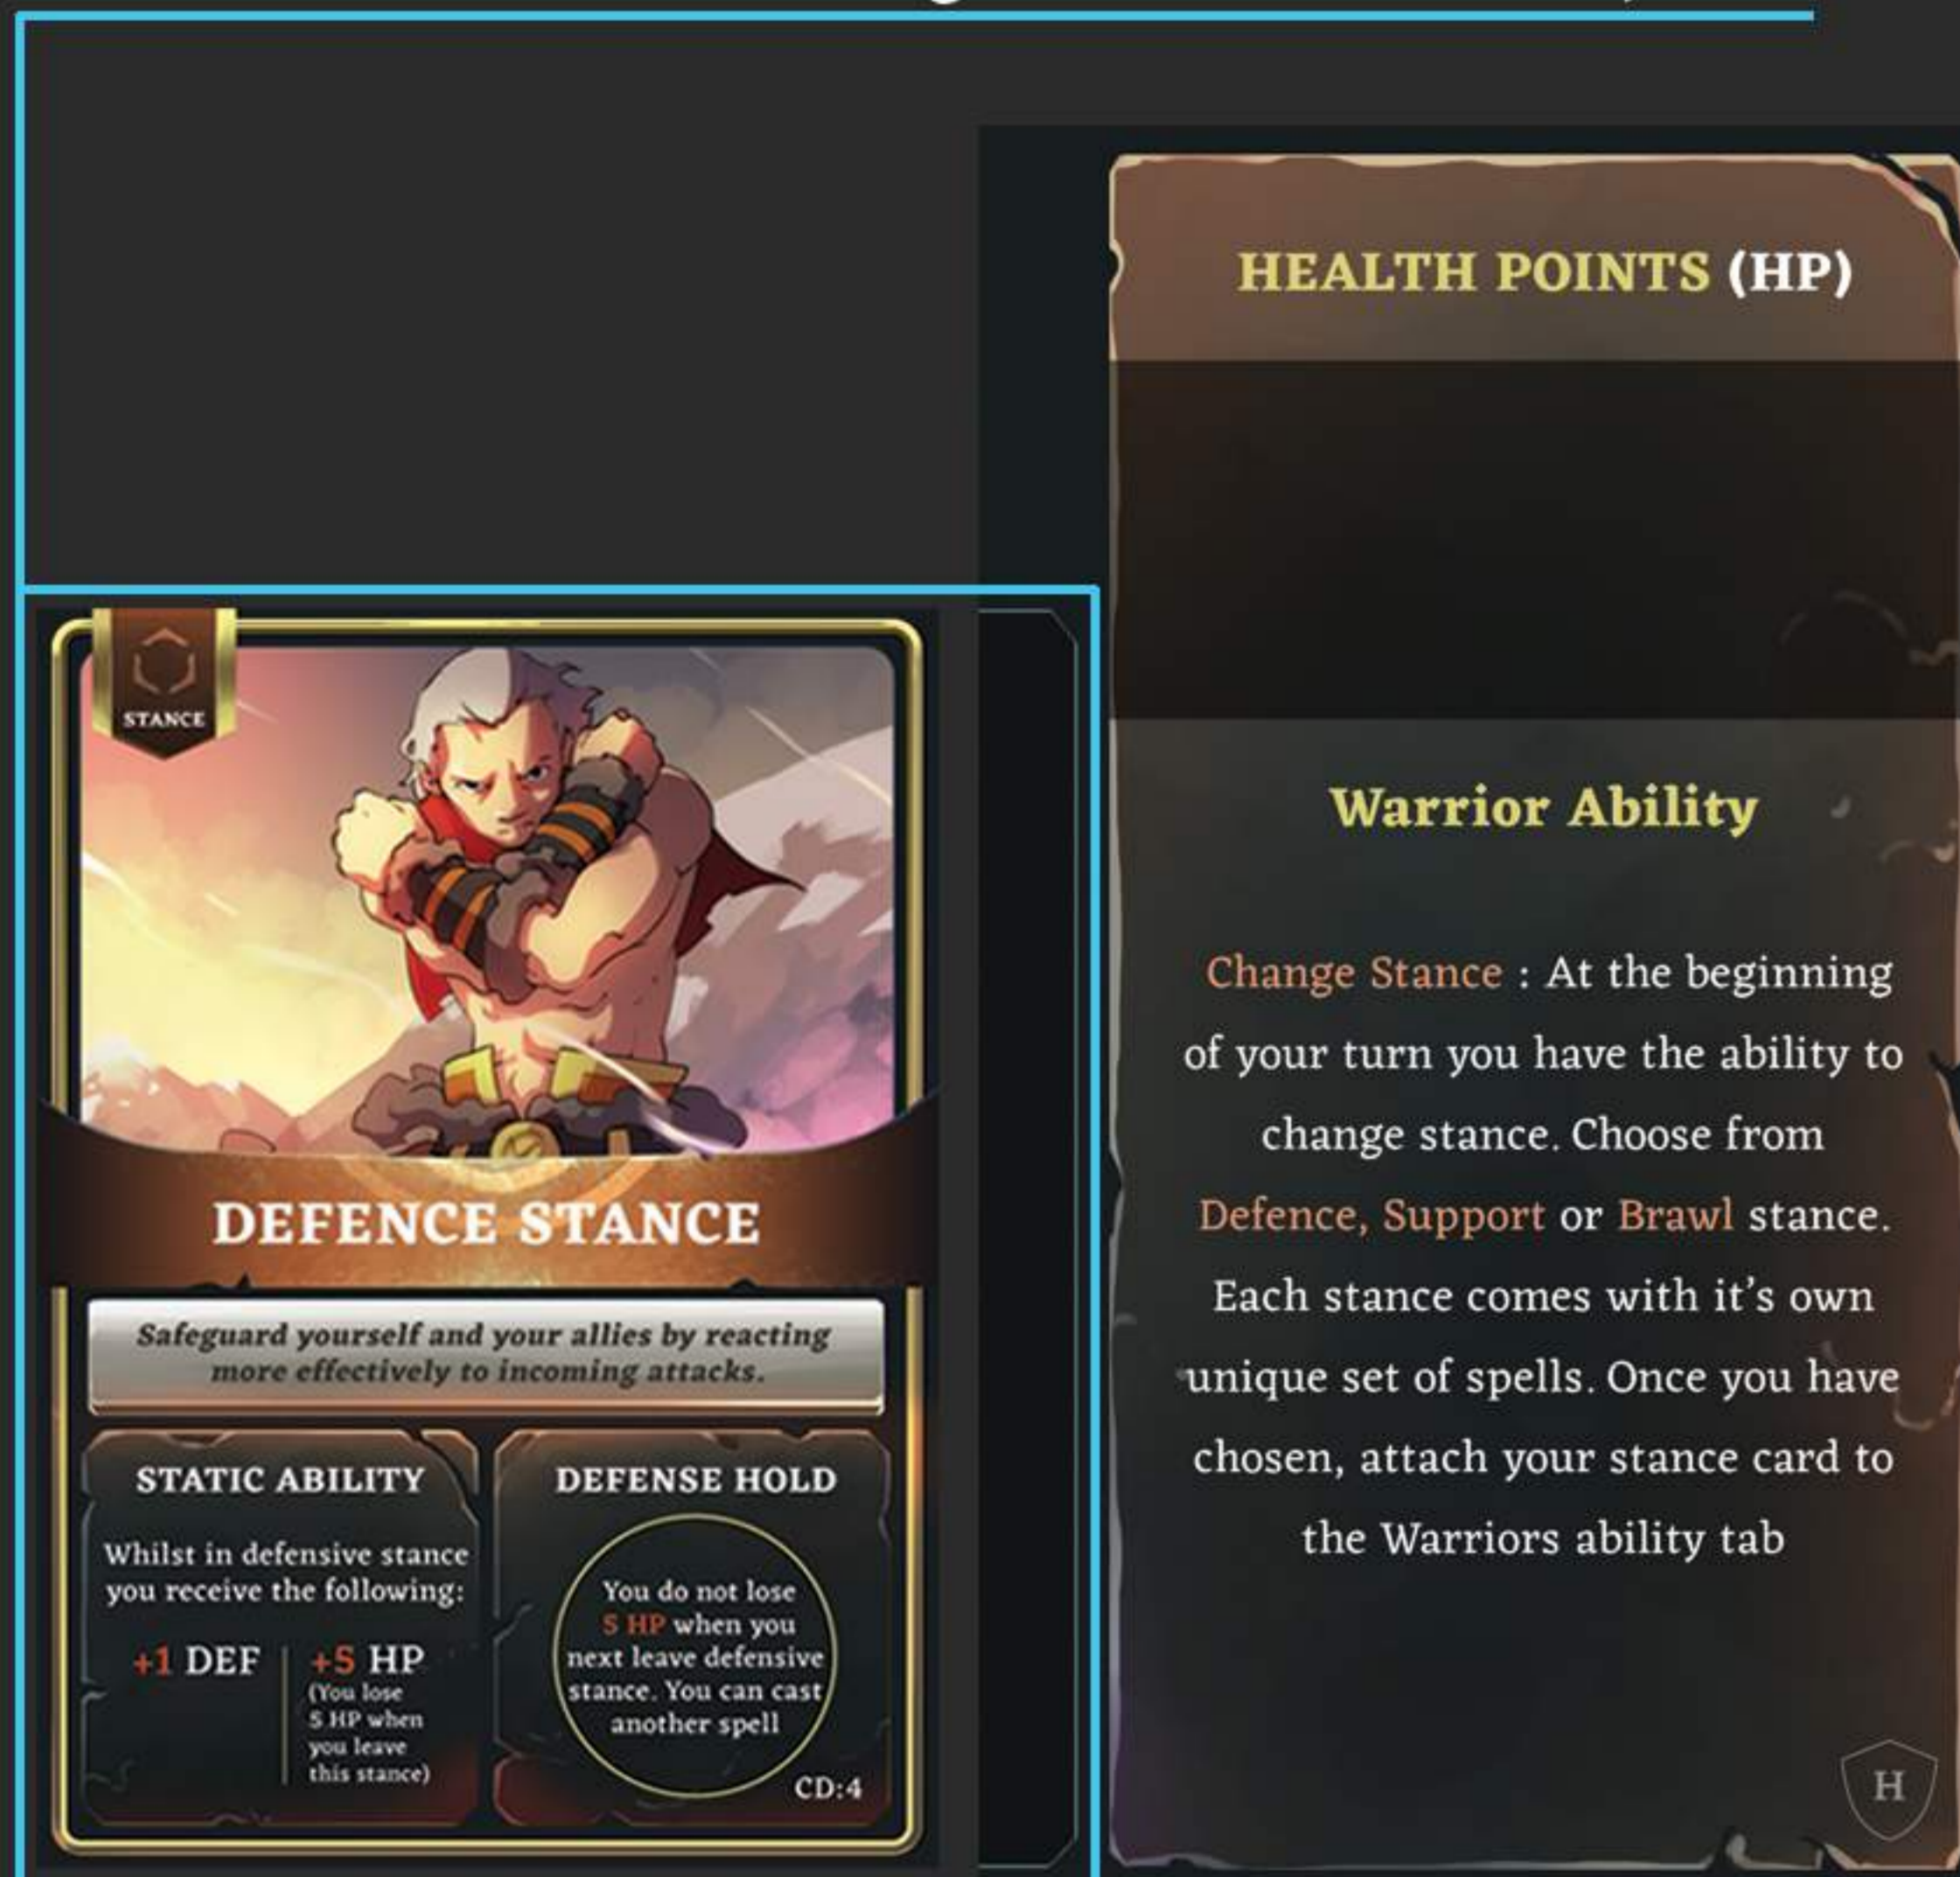 STANCE
DEFENCE STANCE
Safeguard yourself and your allies by reacting
more effectively to incoming attacks.
STATIC ABILITY
Whilst in defensive stance
you receive the following:
+1 DEF
+5 HP
(You lose
5 HP when
you leave
this stance)
DEFENSE HOLD
You do not lose
5 HP when you
next leave defensive
stance. You can cast
another spell
CD:4
HEALTH POINTS (HP)
Warrior Ability
Change Stance : At the beginning
of your turn you have the ability to
change stance. Choose from
Defence, Support or Brawl stance.
Each stance comes with it's own
unique set of spells. Once you have
chosen, attach your stance card to
the Warriors ability tab
H